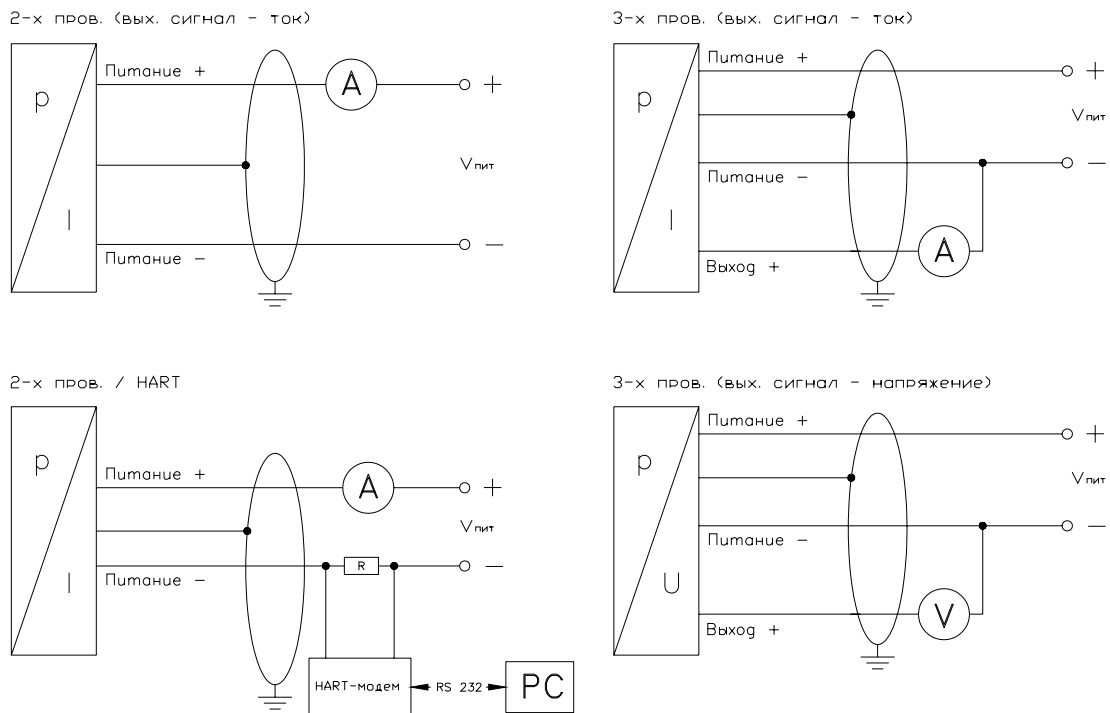 2-х пров. (вых. сигнал - ток)
Питание +
p
A
+
Vпит
I
Питание -
-
3-х пров. (вых. сигнал - ток)
Питание +
+
p
Vпит
-
Питание -
I
A
Выход +
2-х пров. / HART
p
Питание +
A
+
Vпит
R
-
I
Питание -
HART-модем
RS 232
PC
3-х пров. (вых. сигнал - напряжение)
Питание +
+
p
Vпит
-
Питание -
U
V
Выход +